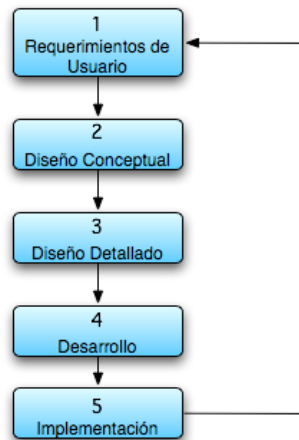 1
Requerimientos de
Usuario
2
Diseño Conceptual
3
Diseño Detallado
4
Desarrollo
5
Implementación